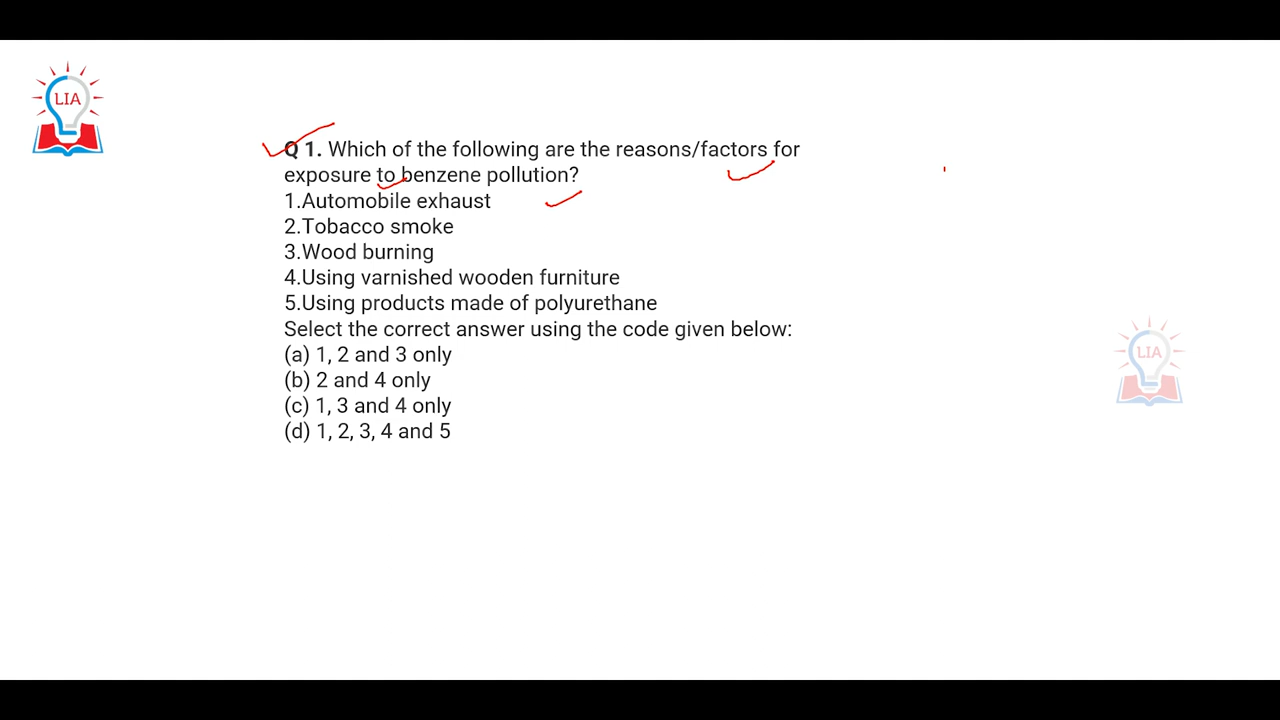 LIA
Q 1. Which of the following are the reasons/factors for
exposure to benzene pollution?
1.Automobile exhaust
2.Tobacco smoke
3.Wood burning
4.Using varnished wooden furniture
5.Using products made of polyurethane
Select the correct answer using the code given below:
(a) 1, 2 and 3 only
(b) 2 and 4 only
(c) 1, 3 and 4 only
(d) 1, 2, 3, 4 and 5
LIA